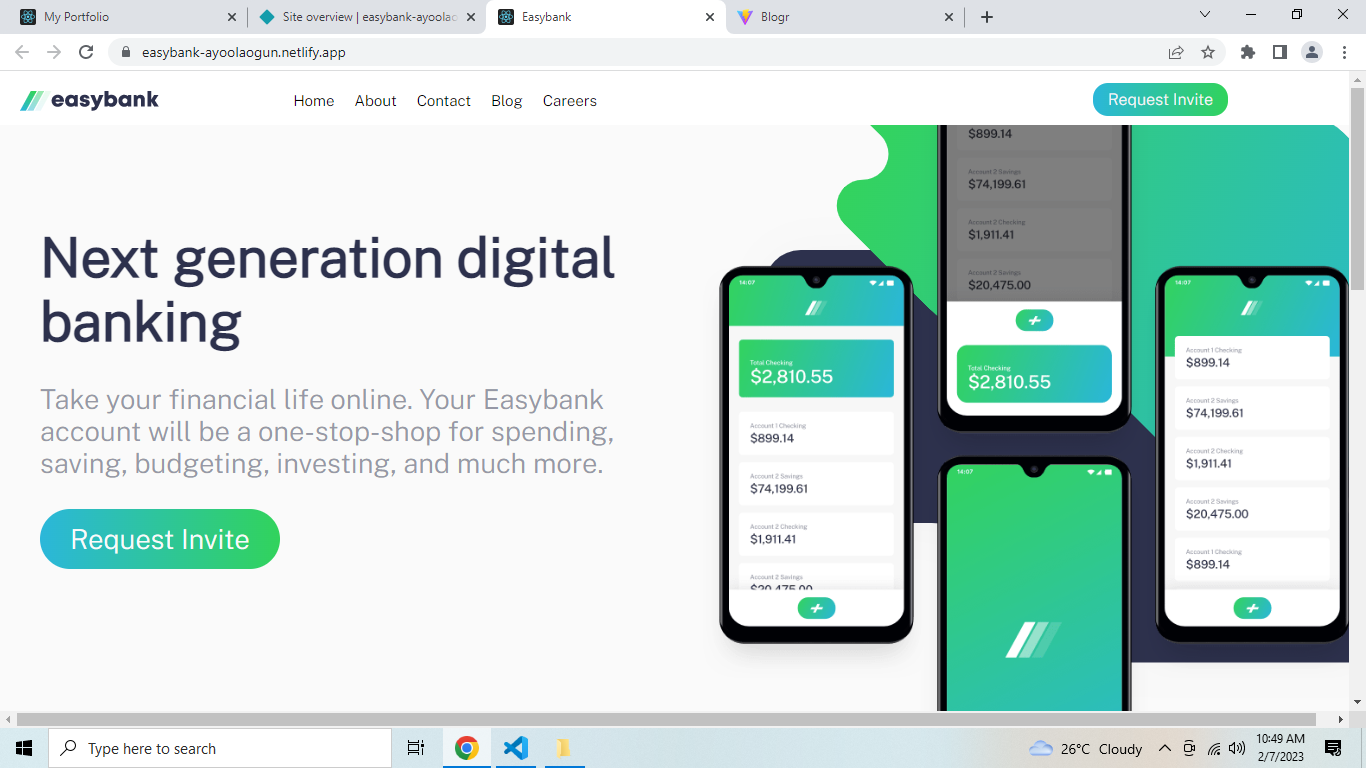 My Portfolio
Site overview | easybank-ayoolao
Easybank
Blogr
easybank-ayoolaogun.netlify.app
easybank
Home About Contact Blog Careers
Request Invite
Next generation digital
banking
Take your financial life online. Your Easybank
account will be a one-stop-shop for spending,
saving, budgeting, investing, and much more.
Request Invite
14:07
Total Checking
$2,810.55
Account 1 Checking
$899.14
Account 2 Savings
$74,199.61
Account 2 Checking
$1,911.41
Account 2 Savings
$20,475.00
$899.14
Account 2 Savings
$74,199.61
Account 2 Checking
$1,911.41
Account 2 Savings
$20,475.00
Total Checking
$2,810.55
14:07
14:07
Account 1 Checking
$899.14
Account 2 Savings
$74,199.61
Account 2 Checking
$1,911.41
Account 2 Savings
$20,475.00
Account 1 Checking
$899.14
Type here to search
26°C Cloudy
10:49 AM
2/7/2023